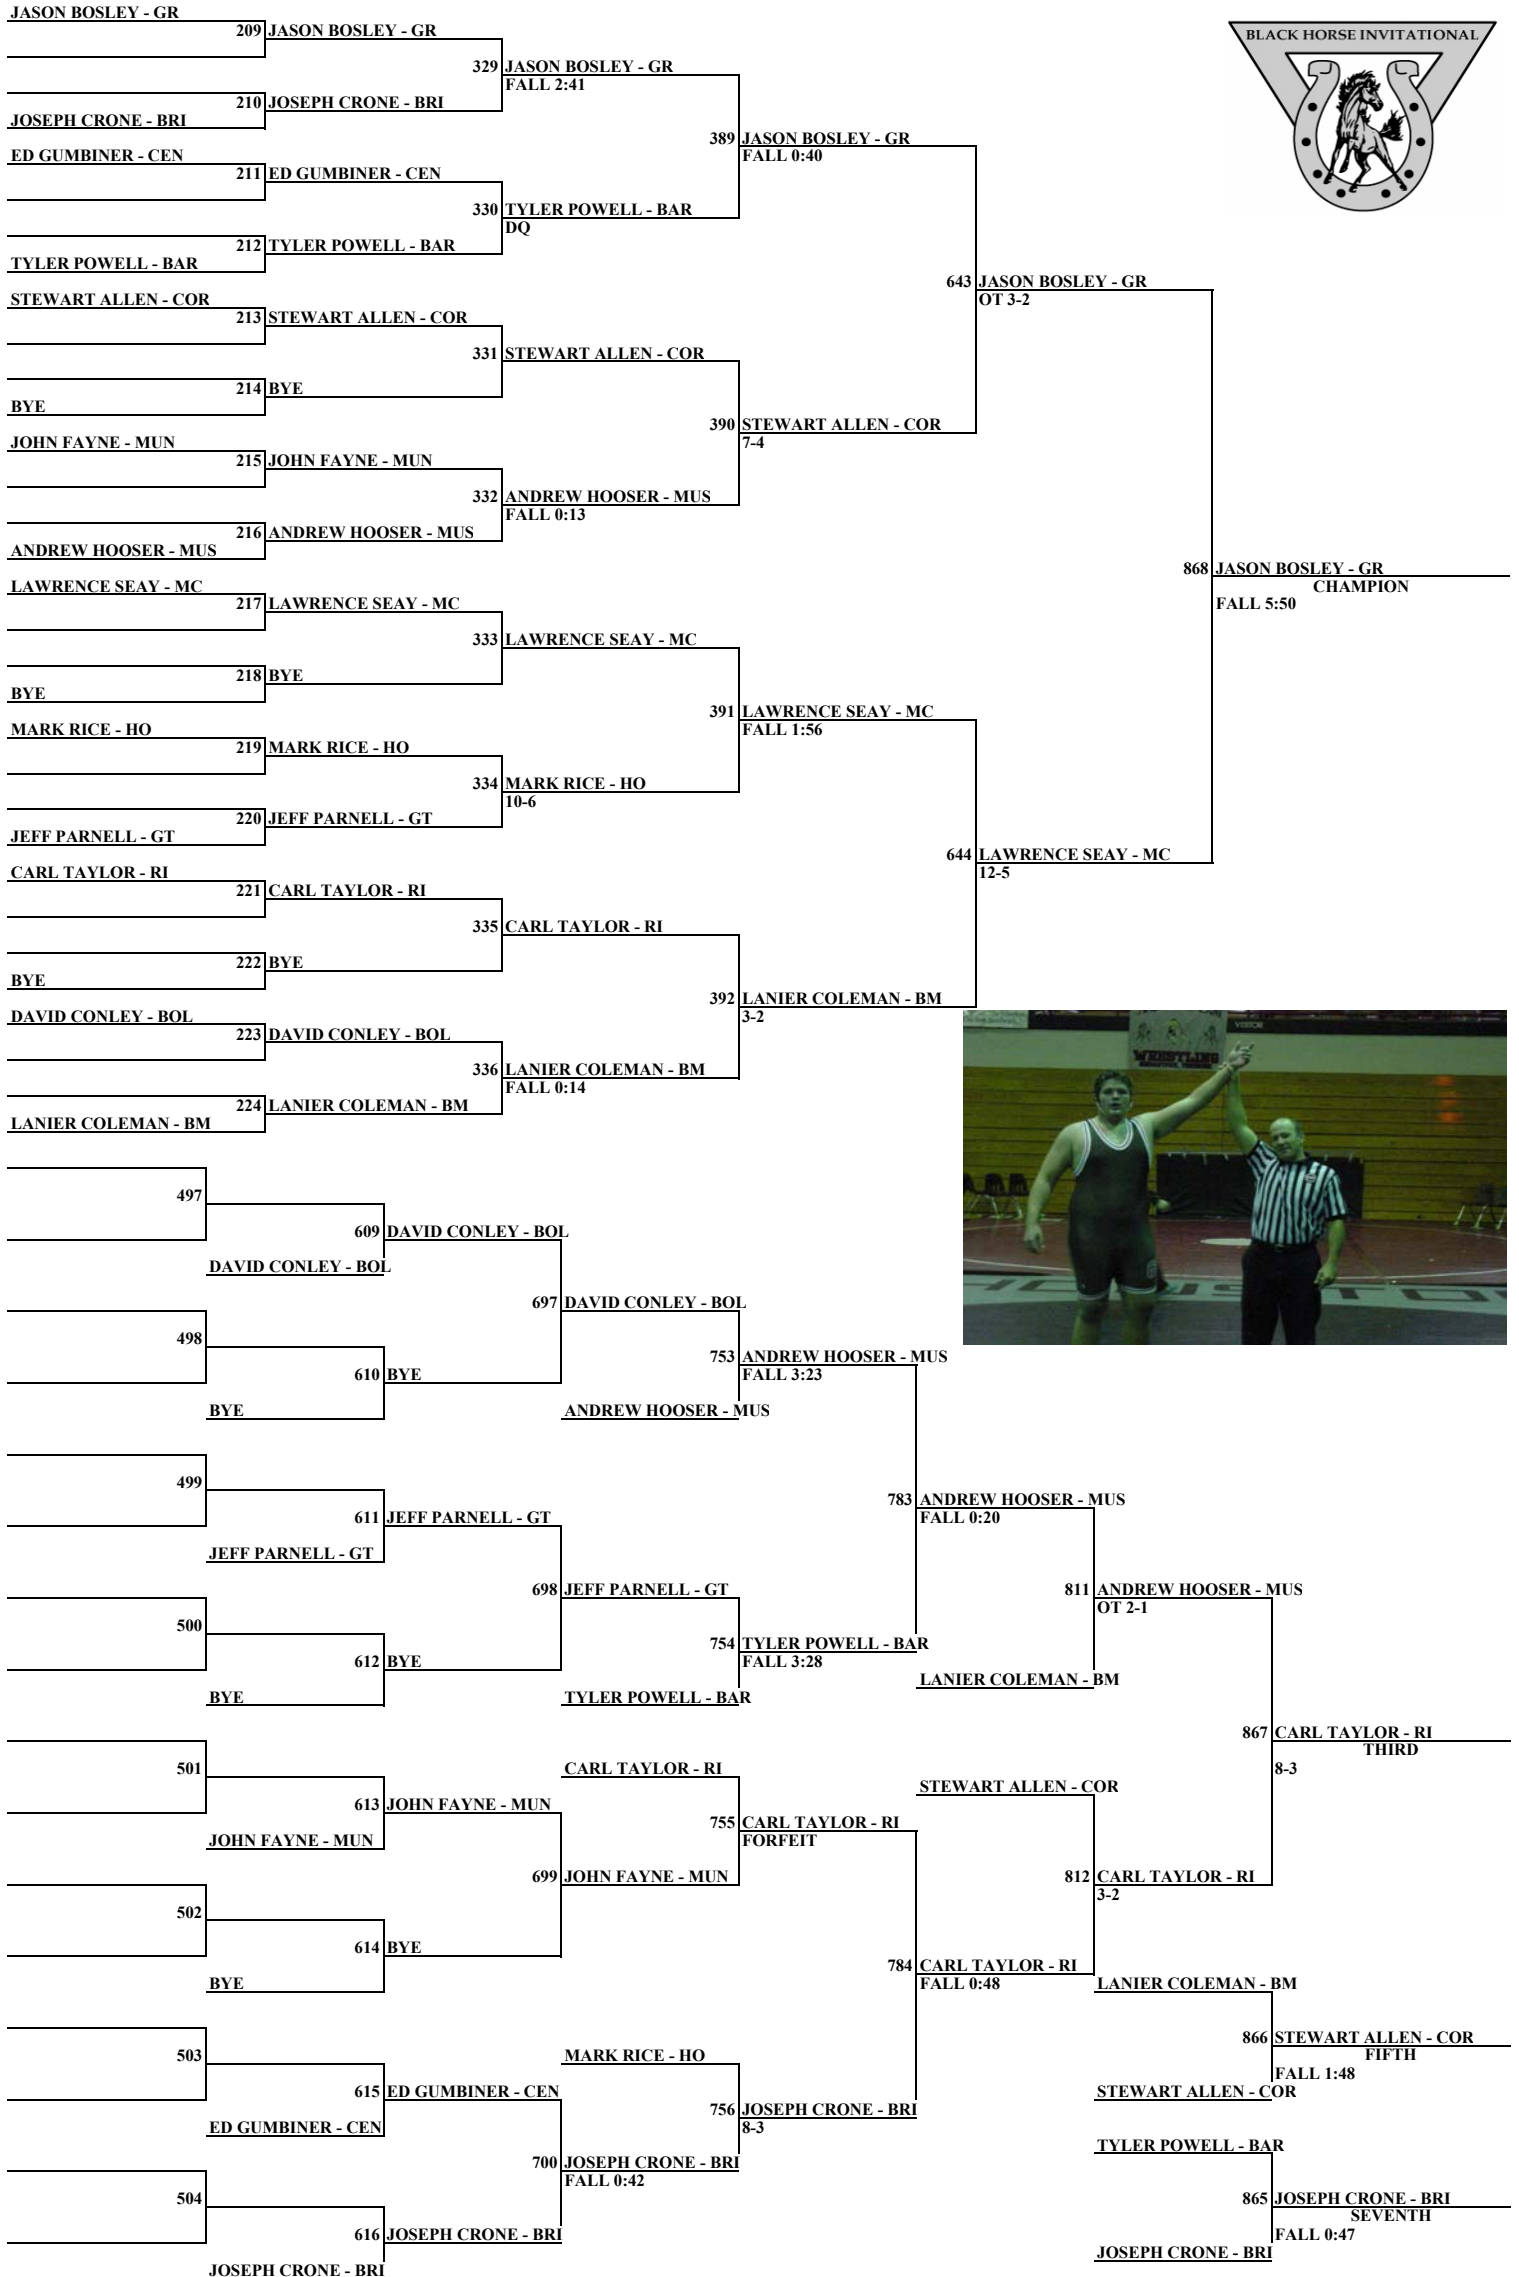 JASON BOSLEY - GR
209 JASON BOSLEY - GR
329 JASON BOSLEY - GR
FALL 2:41
210 JOSEPH CRONE - BRI
JOSEPH CRONE - BRI
389 JASON BOSLEY - GR
FALL 0:40
ED GUMBINER - CEN
211 ED GUMBINER - CEN
330 TYLER POWELL - BAR
DQ
212 TYLER POWELL - BAR
TYLER POWELL - BAR
643 JASON BOSLEY - GR
OT 3-2
STEWART ALLEN - COR
213 STEWART ALLEN - COR
331 STEWART ALLEN - COR
214 BYE
BYE
390 STEWART ALLEN - COR
7-4
JOHN FAYNE - MUN
215 JOHN FAYNE - MUN
332 ANDREW HOOSER - MUS
FALL 0:13
216 ANDREW HOOSER - MUS
ANDREW HOOSER - MUS
868 JASON BOSLEY - GR
CHAMPION
FALL 5:50
LAWRENCE SEAY - MC
217 LAWRENCE SEAY - MC
333 LAWRENCE SEAY - MC
218 BYE
BYE
391 LAWRENCE SEAY - MC
FALL 1:56
MARK RICE - HO
219 MARK RICE - HO
334 MARK RICE - HO
10-6
220 JEFF PARNELL - GT
JEFF PARNELL - GT
644 LAWRENCE SEAY - MC
12-5
CARL TAYLOR - RI
221 CARL TAYLOR - RI
335 CARL TAYLOR - RI
222 BYE
BYE
392 LANIER COLEMAN - BM
3-2
DAVID CONLEY - BOL
223 DAVID CONLEY - BOL
336 LANIER COLEMAN - BM
FALL 0:14
224 LANIER COLEMAN - BM
LANIER COLEMAN - BM
BLACK HORSE INVITATIONAL
VISITOR
WRESTLING
497
609 DAVID CONLEY - BOL
DAVID CONLEY - BOL
697 DAVID CONLEY - BOL
498
610 BYE
BYE
753 ANDREW HOOSER - MUS
FALL 3:23
ANDREW HOOSER - MUS
499
611 JEFF PARNELL - GT
JEFF PARNELL - GT
783 ANDREW HOOSER - MUS
FALL 0:20
698 JEFF PARNELL - GT
500
612 BYE
BYE
754 TYLER POWELL - BAR
FALL 3:28
TYLER POWELL - BAR
811 ANDREW HOOSER - MUS
OT 2-1
LANIER COLEMAN - BM
867 CARL TAYLOR - RI
THIRD
8-3
501
613 JOHN FAYNE - MUN
JOHN FAYNE - MUN
CARL TAYLOR - RI
755 CARL TAYLOR - RI
FORFEIT
699 JOHN FAYNE - MUN
STEWART ALLEN - COR
812 CARL TAYLOR - RI
3-2
502
614 BYE
BYE
784 CARL TAYLOR - RI
FALL 0:48
LANIER COLEMAN - BM
866 STEWART ALLEN - COR
FIFTH
FALL 1:48
STEWART ALLEN - COR
503
615 ED GUMBINER - CEN
ED GUMBINER - CEN
MARK RICE - HO
756 JOSEPH CRONE - BRI
8-3
700 JOSEPH CRONE - BRI
FALL 0:42
504
616 JOSEPH CRONE - BRI
JOSEPH CRONE - BRI
TYLER POWELL - BAR
865 JOSEPH CRONE - BRI
SEVENTH
FALL 0:47
JOSEPH CRONE - BRI